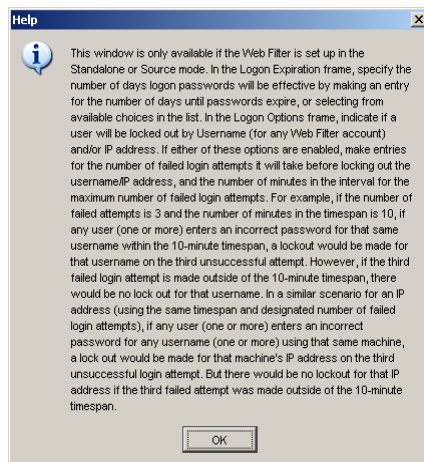 Help
This window is only available if the Web Filter is set up in the
Standalone or Source mode. In the Logon Expiration frame, specify the
number of days logon passwords will be effective by making an entry
for the number of days until passwords expire, or selecting from
available choices in the list. In the Logon Options frame, indicate if a
user will be locked out by Username (for any Web Filter account)
and/or IP address. If either of these options are enabled, make entries
for the number of failed login attempts it will take before locking out the
username/IP address, and the number of minutes in the interval for the
maximum number of failed login attempts. For example, if the number of
failed attempts is 3 and the number of minutes in the timespan is 10, if
any user (one or more) enters an incorrect password for that same
username within the 10-minute timespan, a lockout would be made for
that username on the third unsuccessful attempt. However, if the third
failed login attempt is made outside of the 10-minute timespan, there
would be no lock out for that username. In a similar scenario for an IP
address (using the same timespan and designated number of failed
login attempts), if any user (one or more) enters an incorrect
password for any username (one or more) using that same machine,
a lock out would be made for that machine's IP address on the third
unsuccessful login attempt. But there would be no lockout for that IP
address if the third failed attempt was made outside of the 10-minute
timespan.
OK